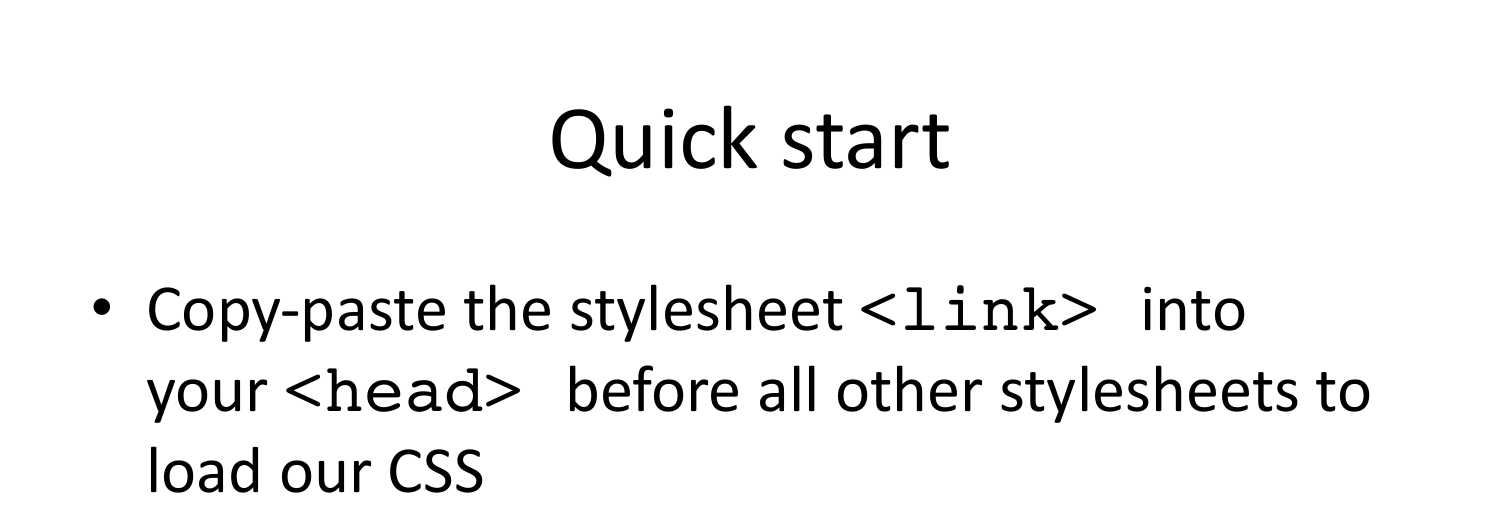 Quick start
• Copy-paste the stylesheet <link> into
your <head> before all other stylesheets to
load our CSS